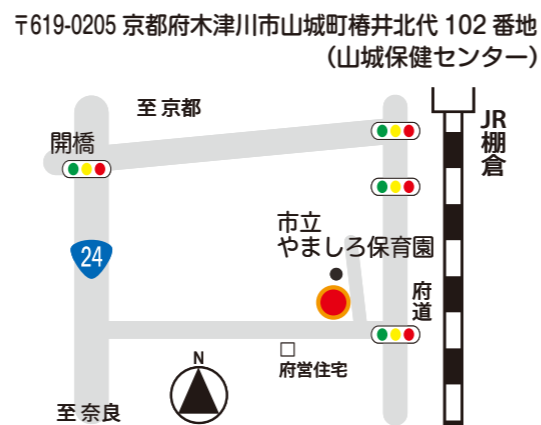 〒619-0205 京都府木津川市山城町椿井北代 102 番地
（山城保健センター）
至 京都
JR棚倉
開橋
市立
やましろ保育園
24
府道
府営住宅
N
至 奈良